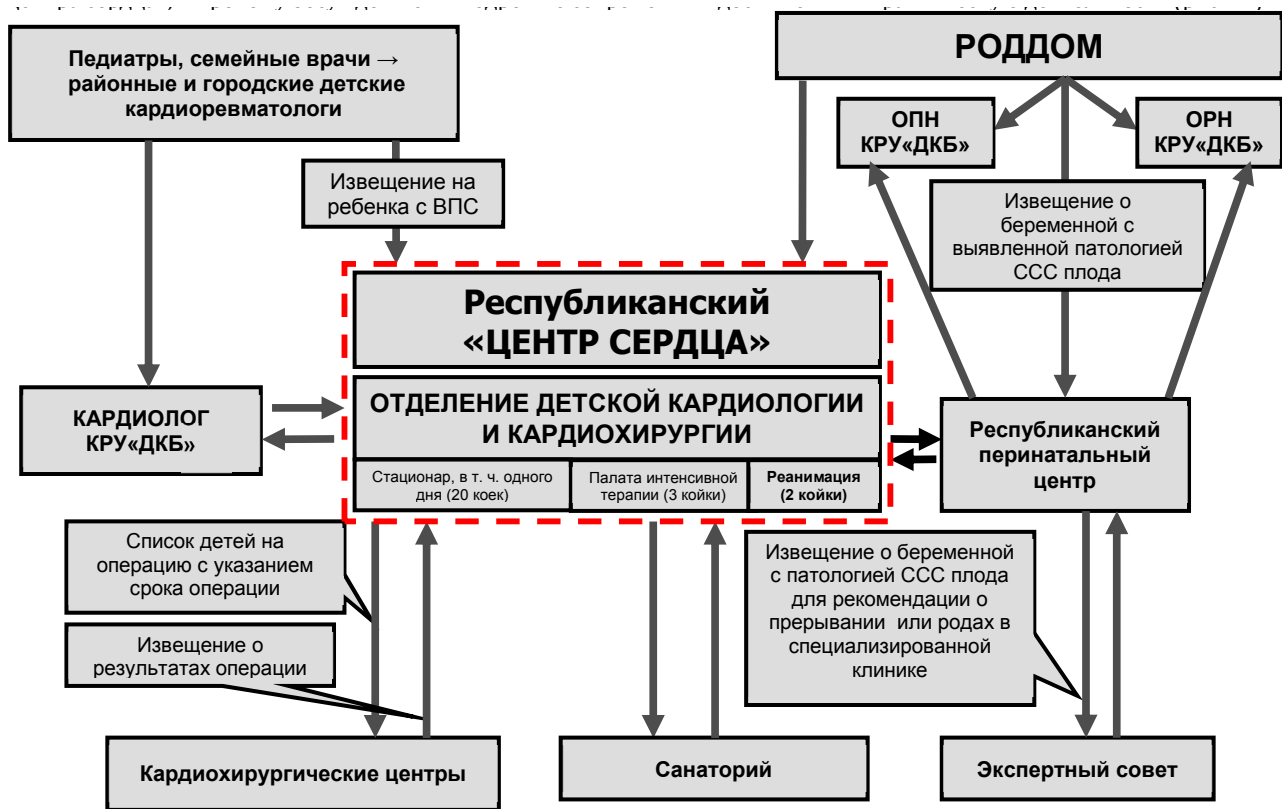 Педиатры, семейные врачи →
районные и городские детские
кардиоревматологи
РОДДОМ
ОПН
КРУ«ДКБ»
ОРН
КРУ«ДКБ»
Извещение на
ребенка с ВПС
Извещение о
беременной с
выявленной патологией
ССС плода
Республиканский
«ЦЕНТР СЕРДЦА»
КАРДИОЛОГ
КРУ«ДКБ»
ОТДЕЛЕНИЕ ДЕТСКОЙ КАРДИОЛОГИИ
И КАРДИОХИРУРГИИ
Стационар, в т. ч. одного
дня (20 коек)
Палата интенсивной
терапии (3 койки)
Реанимация
(2 койки)
Республиканский
перинатальный
центр
Список детей на
операцию с указанием
срока операции
Извещение о
результатах операции
Извещение о беременной
с патологией ССС плода
для рекомендации о
прерывании или родах в
специализированной
клинике
Кардиохирургические центры
Санаторий
Экспертный совет